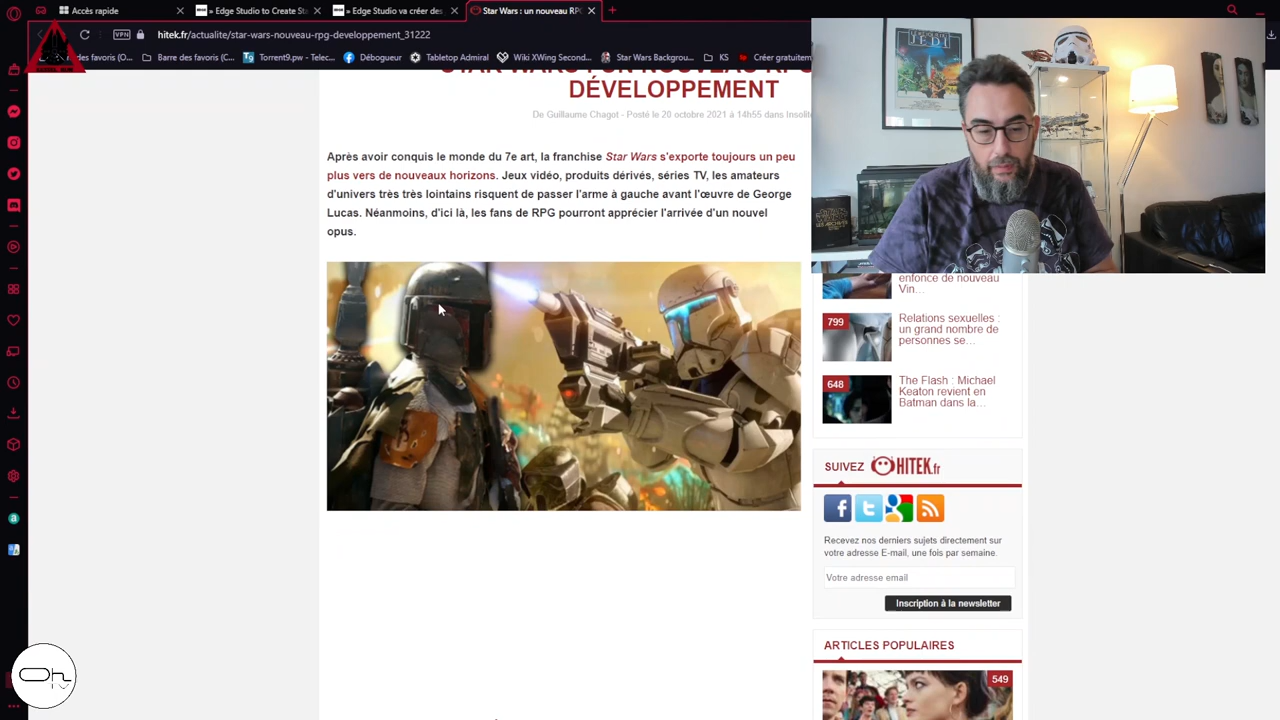 Accès rapide
Edge Studio to Create Sta
Edge Studio va créer des
Star Wars : un nouveau RPG
VPN
hitek.fr/actualite/star-wars-nouveau-rpg-developpement_31222
des favoris (O...
Barre des favoris (C...
Torrent9.pw - Telec...
Débogueur
Tabletop Admiral
Wiki XWing Second...
Star Wars Backgrou...
KS
Créer gratuitement
STAR WARS : UN NOUVEAU RPG
DÉVELOPPEMENT
De Guillaume Chagot - Posté le 20 octobre 2021 à 14h55 dans Insolite
Après avoir conquis le monde du 7e art, la franchise Star Wars s'exporte toujours un peu
plus vers de nouveaux horizons. Jeux vidéo, produits dérivés, séries TV, les amateurs
d'univers très très lointains risquent de passer l'arme à gauche avant l'œuvre de George
Lucas. Néanmoins, d'ici là, les fans de RPG pourront apprécier l'arrivée d'un nouvel
opus.
JEDI
enfonce de nouveau
Vin...
799
Relations sexuelles :
un grand nombre de
personnes se...
648
The Flash : Michael
Keaton revient en
Batman dans la...
SUIVEZ HITEK.fr
Recevez nos derniers sujets directement sur
votre adresse E-mail, une fois par semaine.
Votre adresse email
Inscription à la newsletter
ARTICLES POPULAIRES
549
Oh
TV